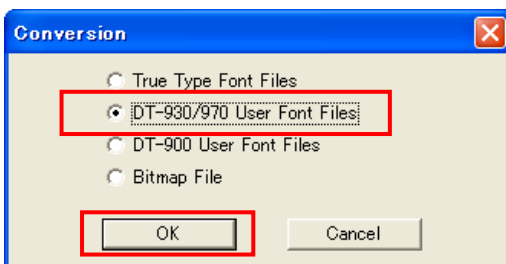 Conversion
True Type Font Files
DT-930/970 User Font Files
DT-900 User Font Files
Bitmap File
OK Cancel